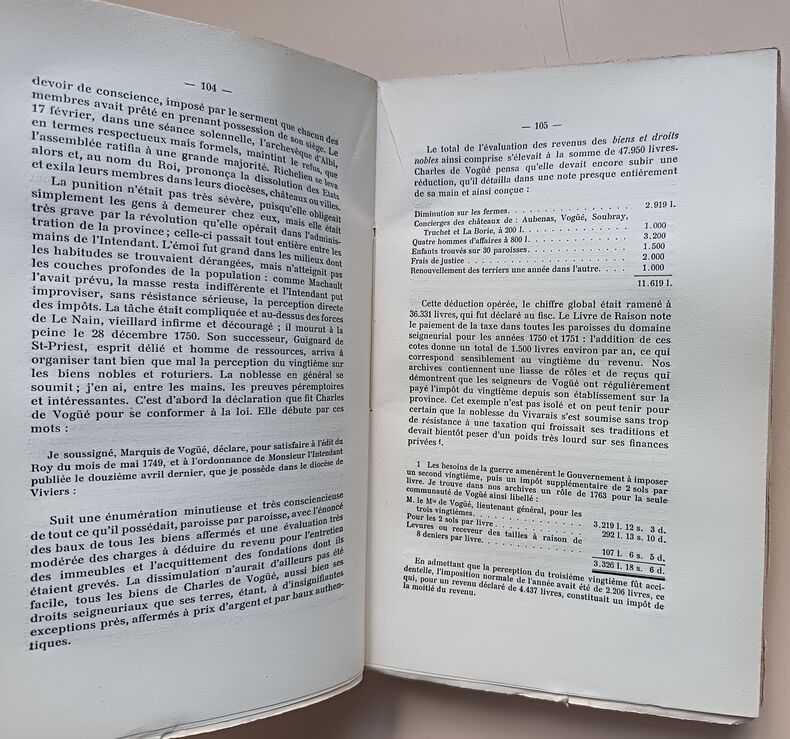 — 104 —
devoir de conscience, imposé par le serment que chacun des
membres avait prêté en prenant possession de son siège. Le
17 février, dans une séance solennelle, l'archevêque d'Albi,
en termes respectueux mais formels, maintint le refus, que
l'assemblée ratifia à une grande majorité. Richelieu se leva
alors et, au nom du Roi, prononça la dissolution des Etats
et exila leurs membres dans leurs diocèses, châteaux ou villes.
La punition n'était pas très sévère, puisqu'elle obligeait
simplement les gens à demeurer chez eux, mais elle était
très grave par la révolution qu'elle opérait dans l'adminis-
tration de la province ; celle-ci passait tout entière entre les
mains de l'Intendant. L'émoi fut grand dans les milieux dont
les habitudes se trouvaient dérangées, mais n'atteignit pas
les couches profondes de la population : comme Machault
l'avait prévu, la masse resta indifférente et l'Intendant put
improviser, sans résistance sérieuse, la perception directe
des impôts. La tâche était compliquée et au-dessus des forces
de Le Nain, vieillard infirme et découragé ; il mourut à la
peine le 28 décembre 1750. Son successeur, Guignard de
St-Priest, esprit délié et homme de ressources, arriva à
organiser tant bien que mal la perception du vingtième sur
les biens nobles et roturiers. La noblesse en général se
soumit ; j'en ai, entre les mains, les preuves péremptoires
et intéressantes. C'est d'abord la déclaration que fit Charles
de Vogüé pour se conformer à la loi. Elle débute par ces
mots :
Je soussigné, Marquis de Vogüé, déclare, pour satisfaire à l'édit du
Roy du mois de mai 1749, et à l'ordonnance de Monsieur l'Intendant
publiée le douzième avril dernier, que je possède dans le diocèse de
Viviers :
Suit une énumération minutieuse et très consciencieuse
de tout ce qu'il possédait, paroisse par paroisse, avec l'énoncé
des baux de tous les biens affermés et une évaluation très
modérée des charges à déduire du revenu pour l'entretien
des immeubles et l'acquittement des fondations dont ils
étaient grevés. La dissimulation n'aurait d'ailleurs pas été
facile, tous les biens de Charles de Vogüé, aussi bien ses
droits seigneuriaux que ses terres, étant, à d'insignifiantes
exceptions près, affermés à prix d'argent et par baux authen-
tiques.
— 105 —
Le total de l'évaluation des revenus des biens et droits
nobles ainsi comprise s'élevait à la somme de 47.950 livres.
Charles de Vogüé pensa qu'elle devait encore subir une
réduction, qu'il détailla dans une note presque entièrement
de sa main et ainsi conçue :
Diminution sur les fermes. . . . . . . . . . . . . . 2.919 l.
Concierges des châteaux de : Aubenas, Vogüé, Soubray,
Truchet et La Borie, à 200 l. . . . . . . . . . . 1.000
Quatre hommes d'affaires à 800 l. . . . . . . . . . . 3.200
Enfants trouvés sur 30 paroisses. . . . . . . . . . . 1.500
Frais de justice . . . . . . . . . . . . . . . . . . 2.000
Renouvellement des terriers une année dans l'autre. . . . 1.000
11.619 l.
Cette déduction opérée, le chiffre global était ramené à
36.331 livres, qui fut déclaré au fisc. Le Livre de Raison note
le paiement de la taxe dans toutes les paroisses du domaine
seigneurial pour les années 1750 et 1751 : l'addition de ces
cotes donne un total de 1.500 livres environ par an, ce qui
correspond sensiblement au vingtième du revenu. Nos
archives contiennent une liasse de rôles et de reçus qui
démontrent que les seigneurs de Vogüé ont régulièrement
payé l'impôt du vingtième depuis son établissement sur la
province. Cet exemple n'est pas isolé et on peut tenir pour
certain que la noblesse du Vivarais s'est soumise sans trop
de résistance à une taxation qui froissait ses traditions et
devait bientôt peser d'un poids très lourd sur ses finances
privées ¹.
1 Les besoins de la guerre amenèrent le Gouvernement à imposer
un second vingtième, puis un impôt supplémentaire de 2 sols par
livre. Je trouve dans nos archives un rôle de 1763 pour la seule
communauté de Vogüé ainsi libellé :
M. le Mis de Vogüé, lieutenant général, pour les
trois vingtièmes. . . . . . . . . . . . . 3.219 l. 12 s. 3 d.
Pour les 2 sols par livre . . . . . . . . . 292 l. 13 s. 10 d.
Levures ou receveur des tailles à raison de
8 deniers par livre. . . . . . . . . . . . 107 l. 6 s. 5 d.
3.326 l. 18 s. 6 d.
En admettant que la perception du troisième vingtième fût acci-
dentelle, l'imposition normale de l'année avait été de 2.206 livres, ce
qui, pour un revenu déclaré de 4.437 livres, constituait un impôt de
la moitié du revenu.